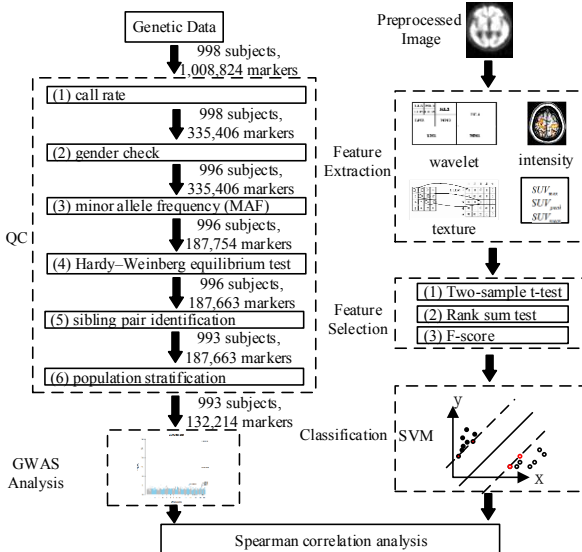 Genetic Data
998 subjects,
1,008,824 markers
QC
(1) call rate
998 subjects,
335,406 markers
(2) gender check
996 subjects,
335,406 markers
(3) minor allele frequency (MAF)
996 subjects,
187,754 markers
(4) Hardy–Weinberg equilibrium test
996 subjects,
187,663 markers
(5) sibling pair identification
993 subjects,
187,663 markers
(6) population stratification
993 subjects,
132,214 markers
GWAS
Analysis
Preprocessed
Image
Feature
Extraction
wavelet
intensity
texture
SUV
SUV
SUV
Feature
Selection
(1) Two-sample t-test
(2) Rank sum test
(3) F-score
Classification
SVM
y
x
Spearman correlation analysis